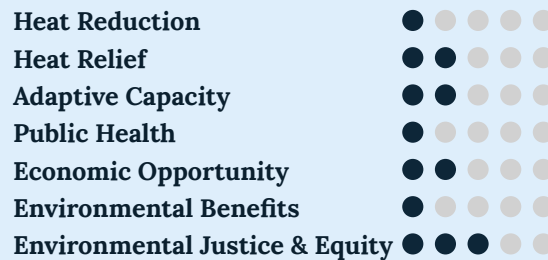 Heat Reduction
Heat Relief
Adaptive Capacity
Public Health
Economic Opportunity
Environmental Benefits
Environmental Justice & Equity